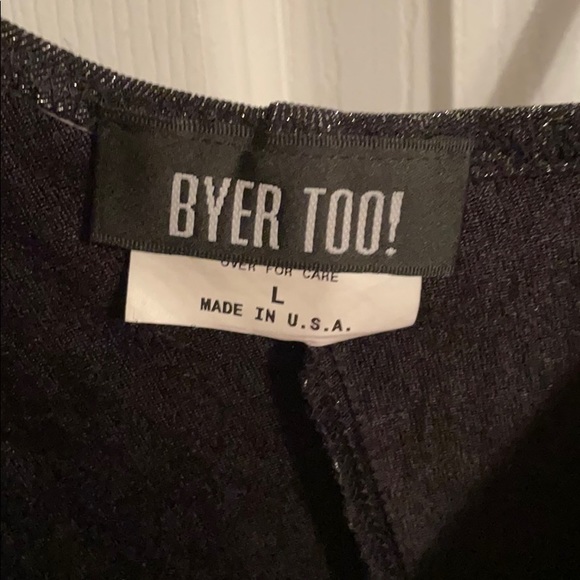 BYER TOO!
OVER FOR CARE
L
MADE IN U.S.A.